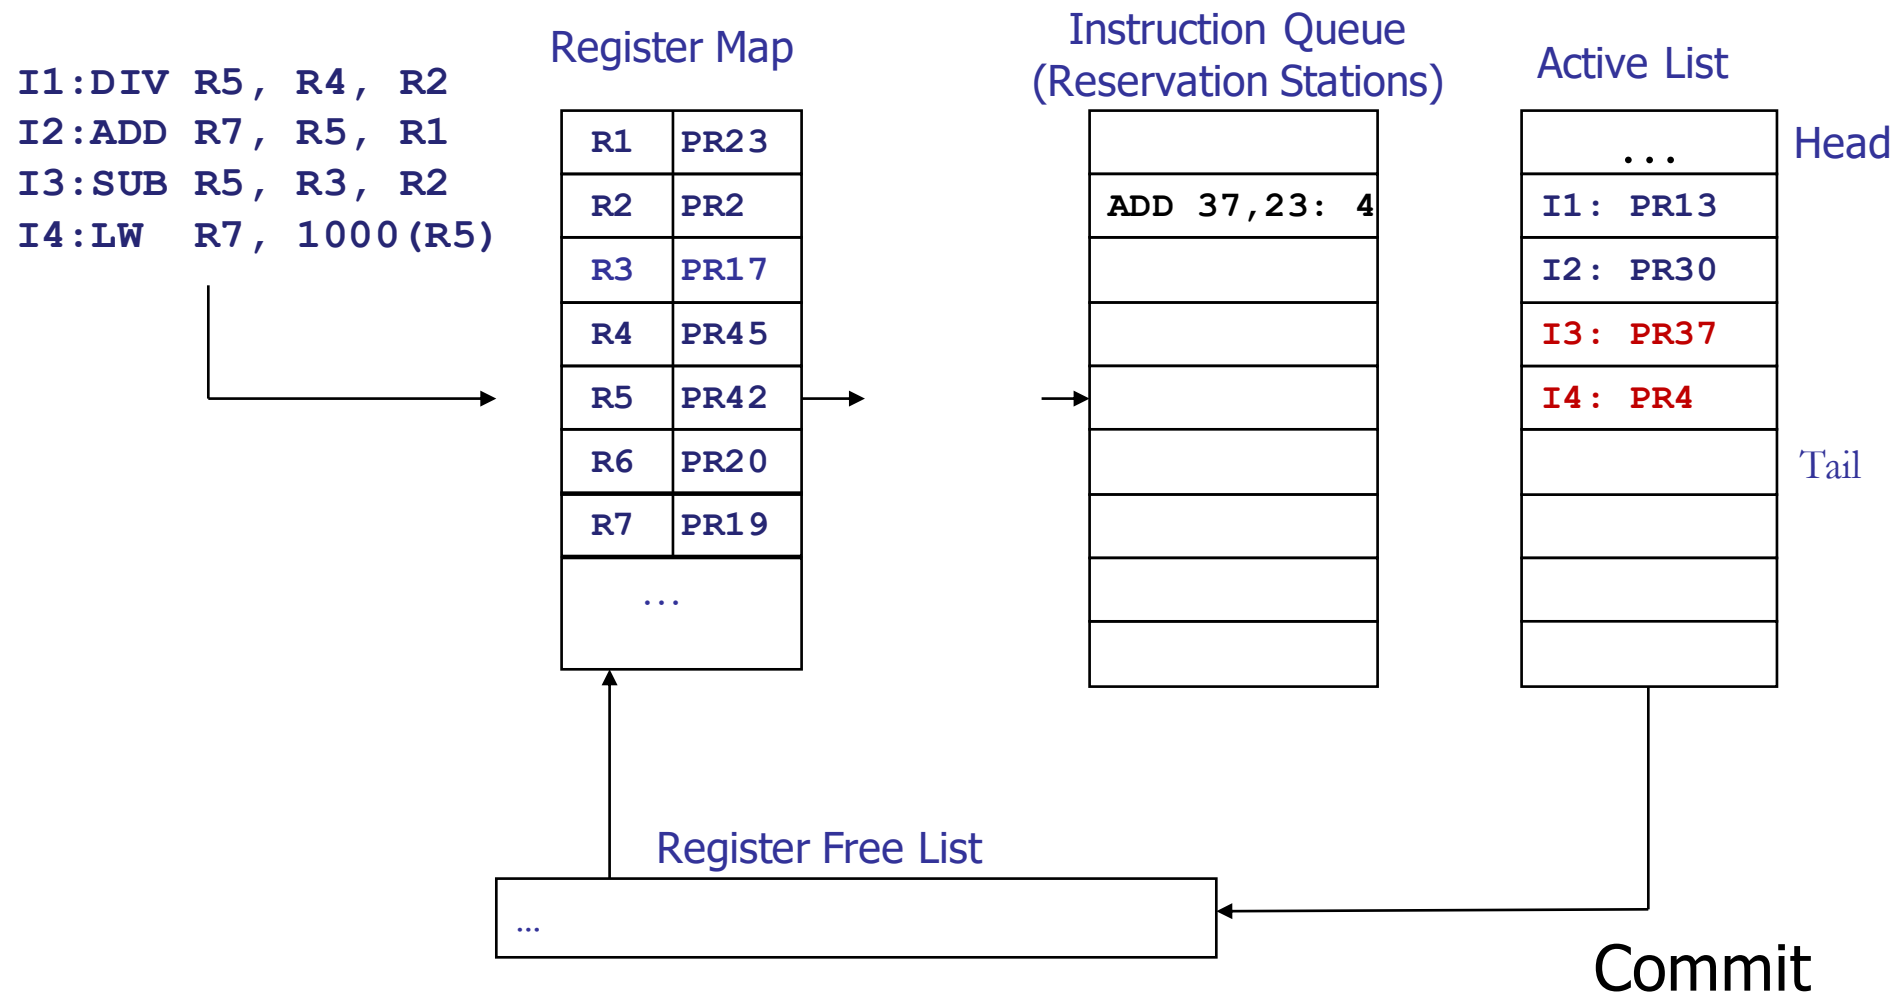 I1:DIV R5, R4, R2
I2:ADD R7, R5, R1
I3:SUB R5, R3, R2
I4:LW R7, 1000(R5)
Register Map
R1 PR23
R2 PR2
R3 PR17
R4 PR45
R5 PR42
R6 PR20
R7 PR19
...
Instruction Queue
(Reservation Stations)
ADD 37,23: 4
Active List
... Head
I1: PR13
I2: PR30
I3: PR37
I4: PR4
Tail
Register Free List
...
Commit